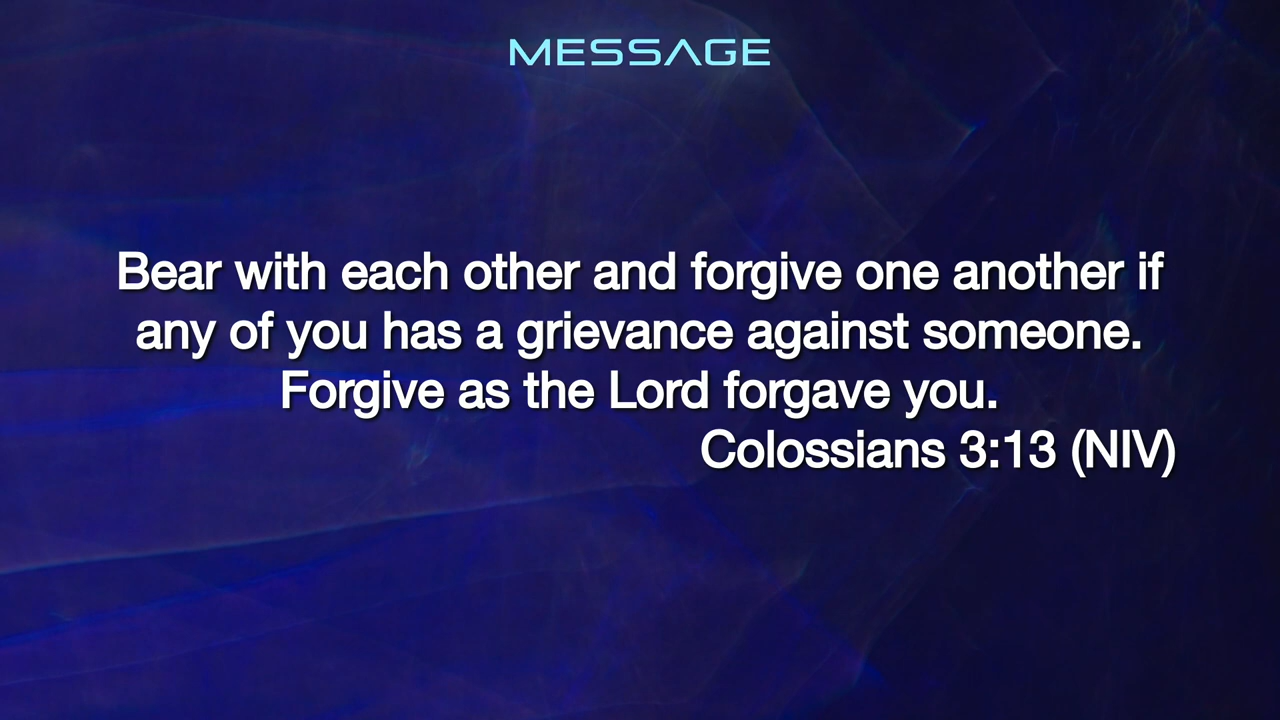 MESSAGE
Bear with each other and forgive one another if
any of you has a grievance against someone.
Forgive as the Lord forgave you.
Colossians 3:13 (NIV)